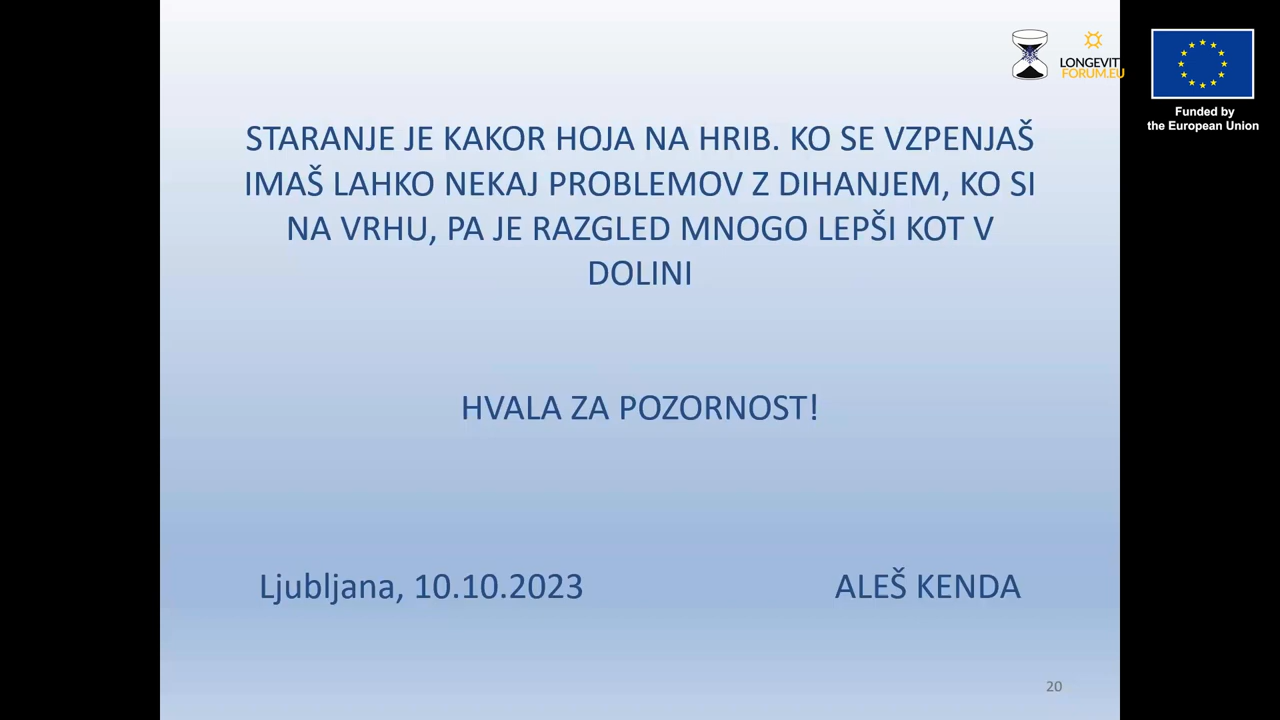 LONGEVIT
FORUM.EU
Funded by
the European Union
STARANJE JE KAKOR HOJA NA HRIB. KO SE VZPENJAŠ
IMAŠ LAHKO NEKAJ PROBLEMOV Z DIHANJEM, KO SI
NA VRHU, PA JE RAZGLED MNOGO LEPŠI KOT V
DOLINI
HVALA ZA POZORNOST!
Ljubljana, 10.10.2023
ALEŠ KENDA
20